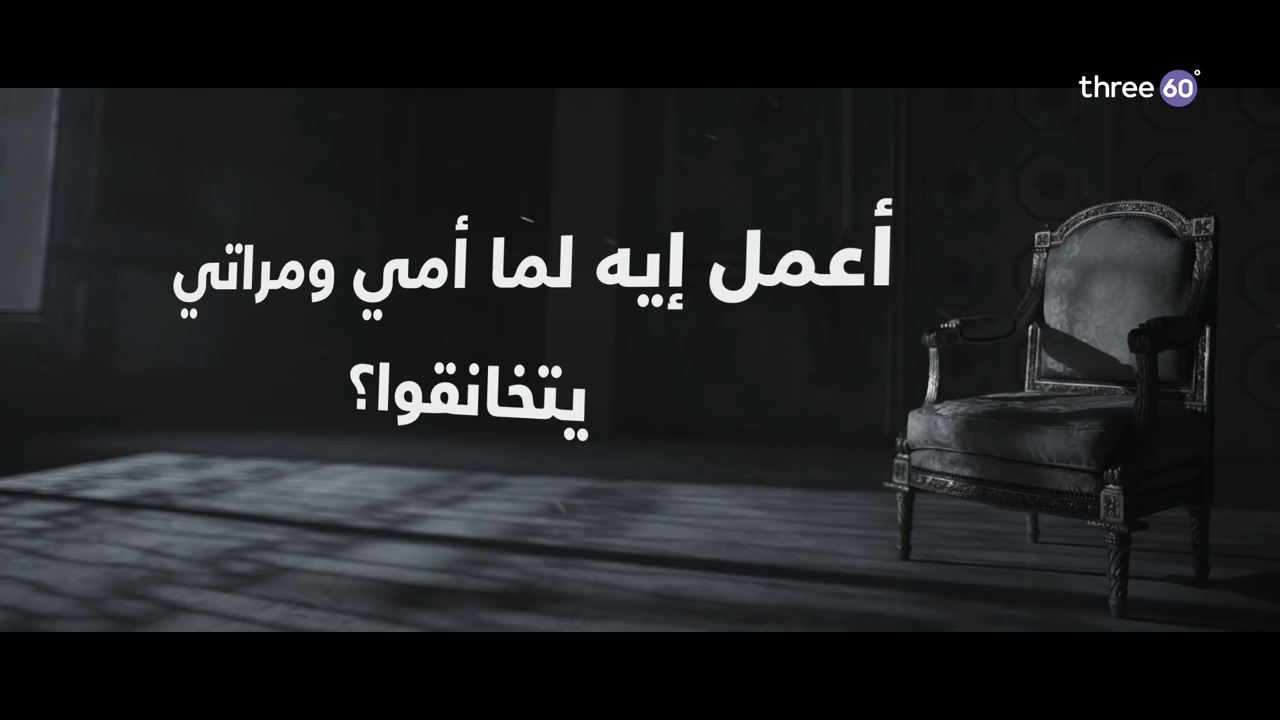 three 60°
أعمل إيه لما أمي ومراتي
يتخانقوا؟